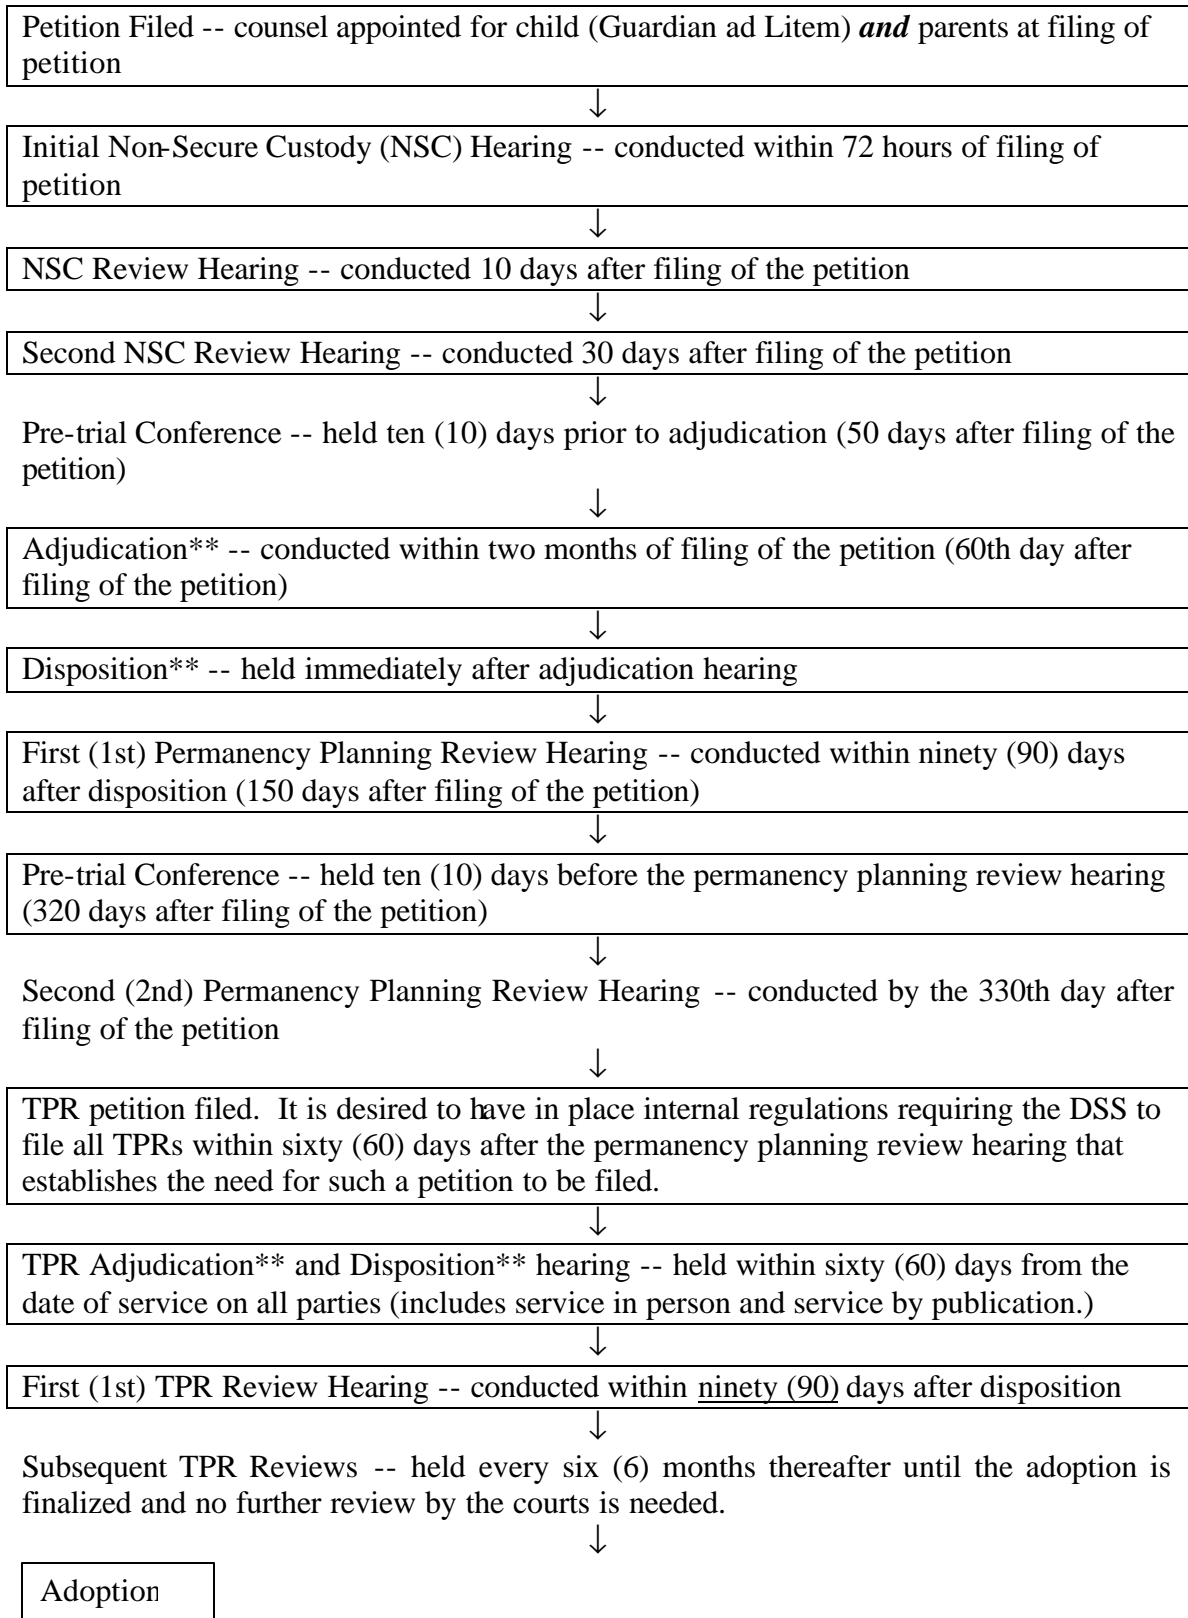 Petition Filed -- counsel appointed for child (Guardian ad Litem) and parents at filing of
petition
↓
Initial Non-Secure Custody (NSC) Hearing -- conducted within 72 hours of filing of
petition
↓
NSC Review Hearing -- conducted 10 days after filing of the petition
↓
Second NSC Review Hearing -- conducted 30 days after filing of the petition
↓
Pre-trial Conference -- held ten (10) days prior to adjudication (50 days after filing of the
petition)
↓
Adjudication** -- conducted within two months of filing of the petition (60th day after
filing of the petition)
↓
Disposition** -- held immediately after adjudication hearing
↓
First (1st) Permanency Planning Review Hearing -- conducted within ninety (90) days
after disposition (150 days after filing of the petition)
↓
Pre-trial Conference -- held ten (10) days before the permanency planning review hearing
(320 days after filing of the petition)
↓
Second (2nd) Permanency Planning Review Hearing -- conducted by the 330th day after
filing of the petition
↓
TPR petition filed. It is desired to have in place internal regulations requiring the DSS to
file all TPRs within sixty (60) days after the permanency planning review hearing that
establishes the need for such a petition to be filed.
↓
TPR Adjudication** and Disposition** hearing -- held within sixty (60) days from the
date of service on all parties (includes service in person and service by publication.)
↓
First (1st) TPR Review Hearing -- conducted within ninety (90) days after disposition
↓
Subsequent TPR Reviews -- held every six (6) months thereafter until the adoption is
finalized and no further review by the courts is needed.
↓
Adoption